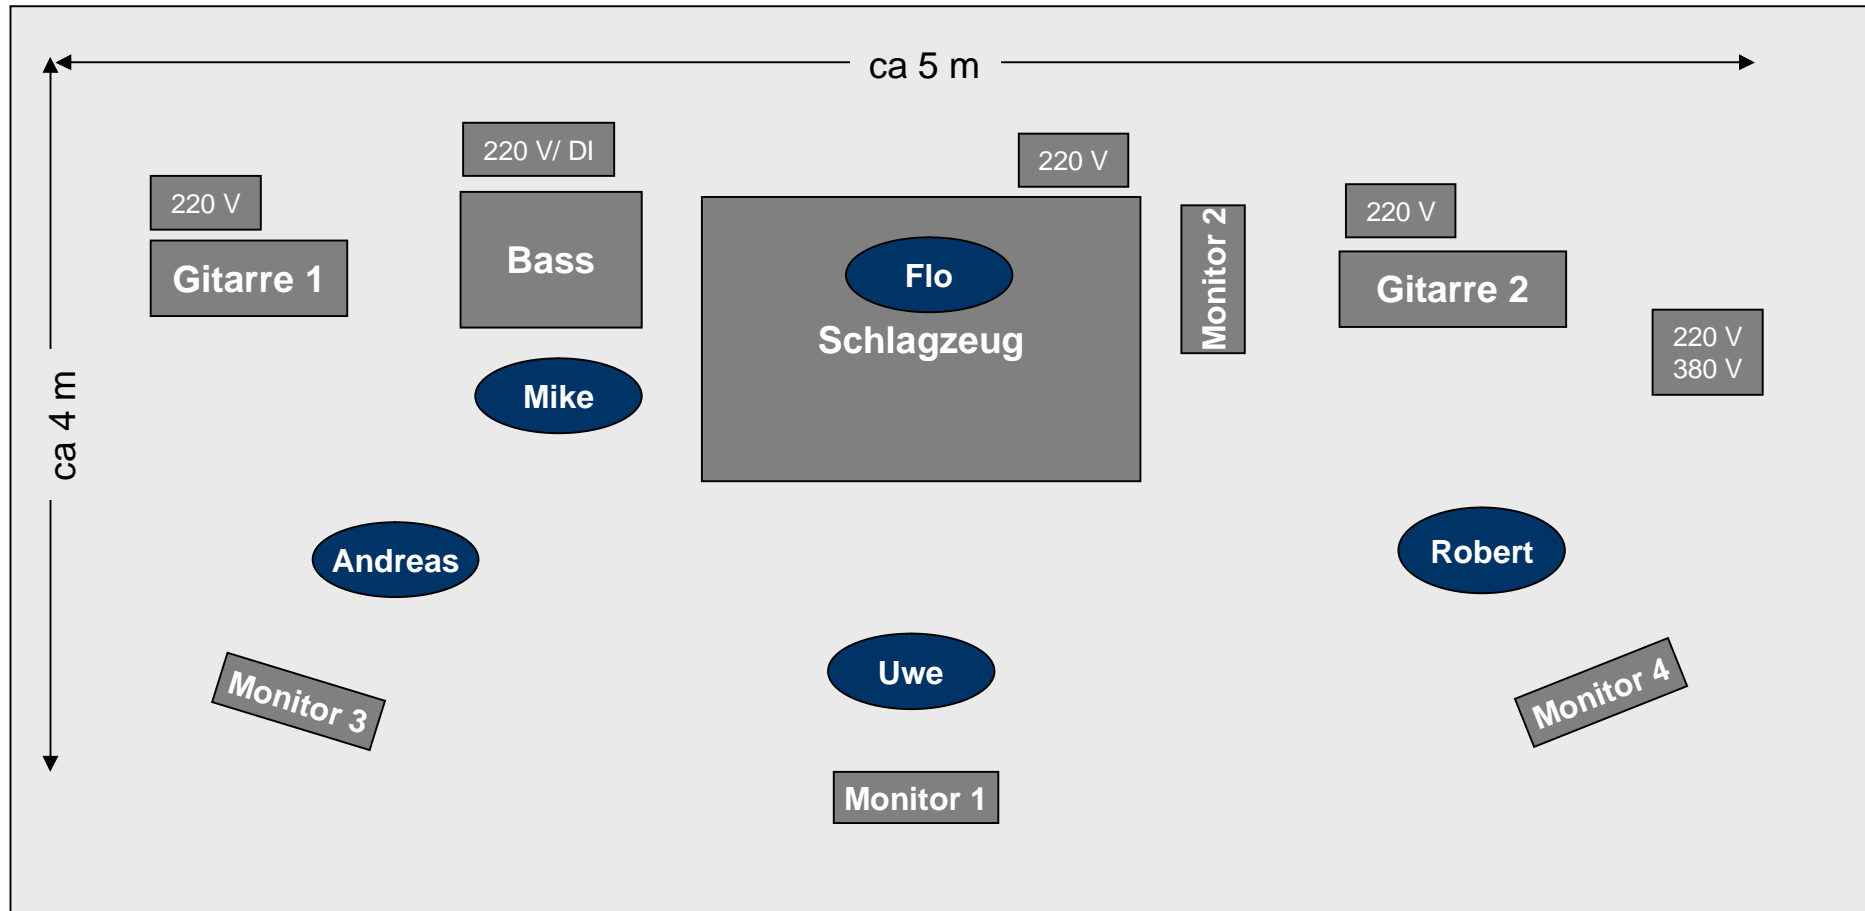 ca 5 m
ca 4 m
220 V/ DI
220 V
220 V
220 V
Gitarre 1
Bass
Flo
Schlagzeug
Monitor 2
Gitarre 2
220 V
380 V
Mike
Andreas
Robert
Uwe
Monitor 3
Monitor 4
Monitor 1